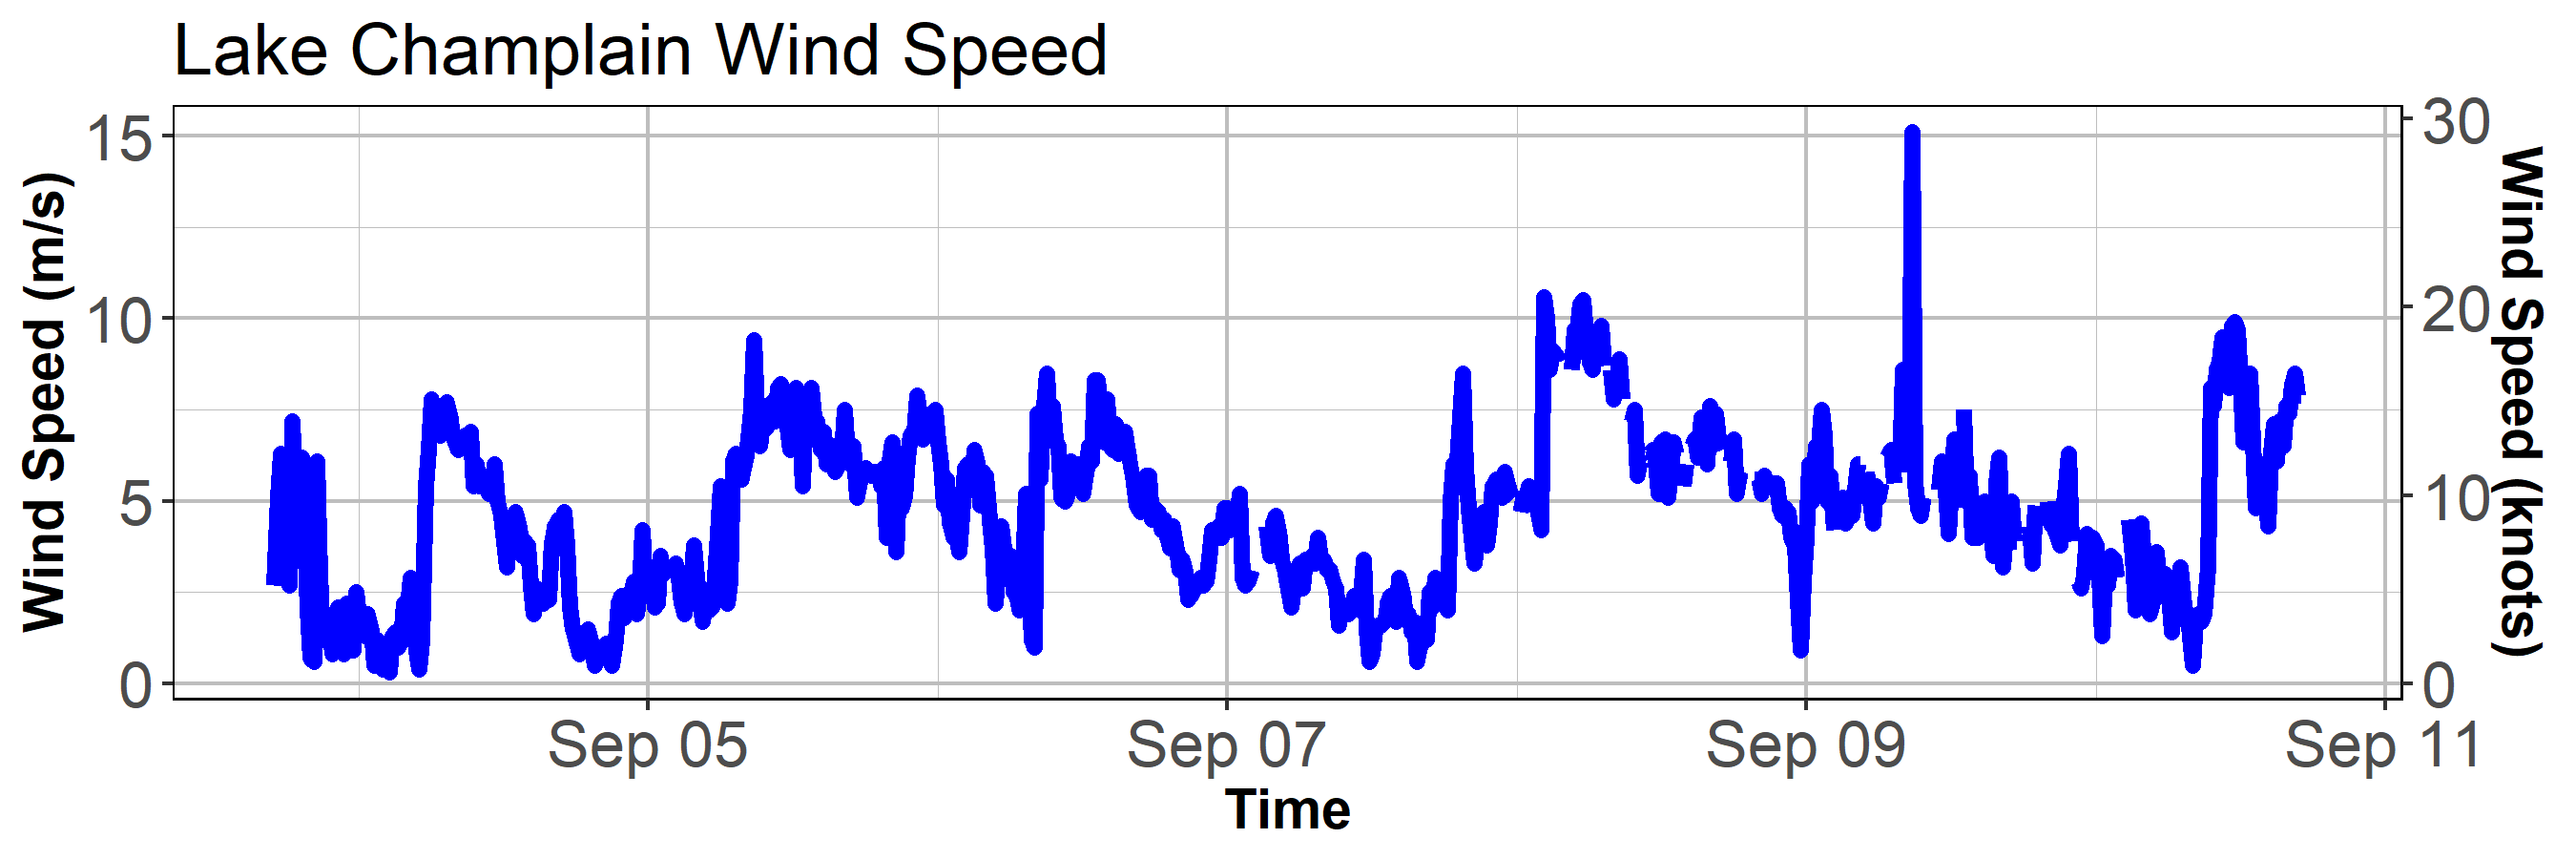 Lake Champlain Wind Speed
Wind Speed (m/s)
15
10
5
0
30
20
10
0
Wind Speed (knots)
Sep 05
Sep 07
Sep 09
Sep 11
Time